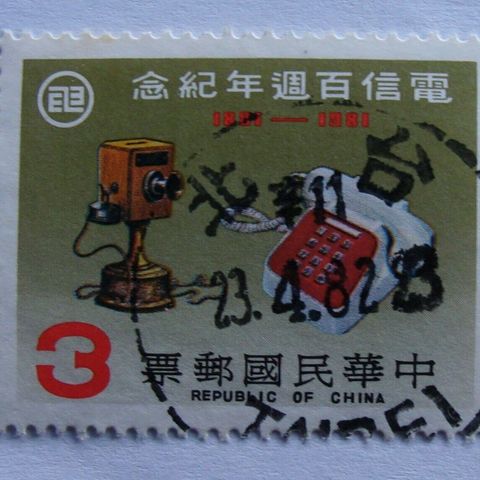 電信百週年紀念
1881—1981
台北
23.4.82.8
3
中華民國郵票
REPUBLIC OF CHINA
TAIPEI